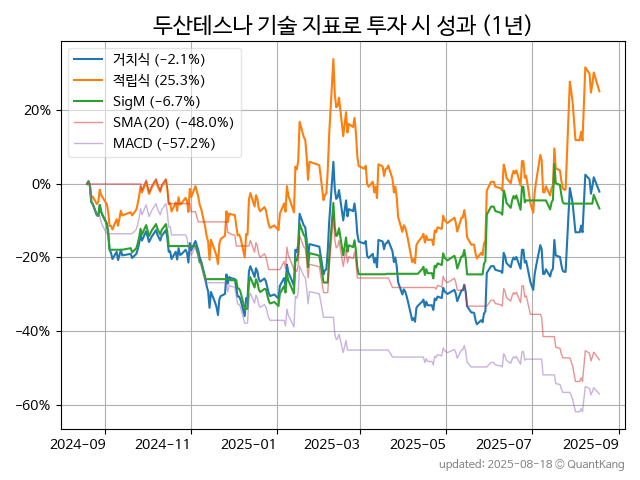 두산테스나 기술 지표로 투자 시 성과 (1년)
거치식 (−2.1%)
적립식 (25.3%)
SigM (−6.7%)
SMA(20) (−48.0%)
MACD (−57.2%)
20%
0%
−20%
−40%
−60%
2024-09 2024-11 2025-01 2025-03 2025-05 2025-07 2025-09
updated: 2025-08-18 © QuantKang